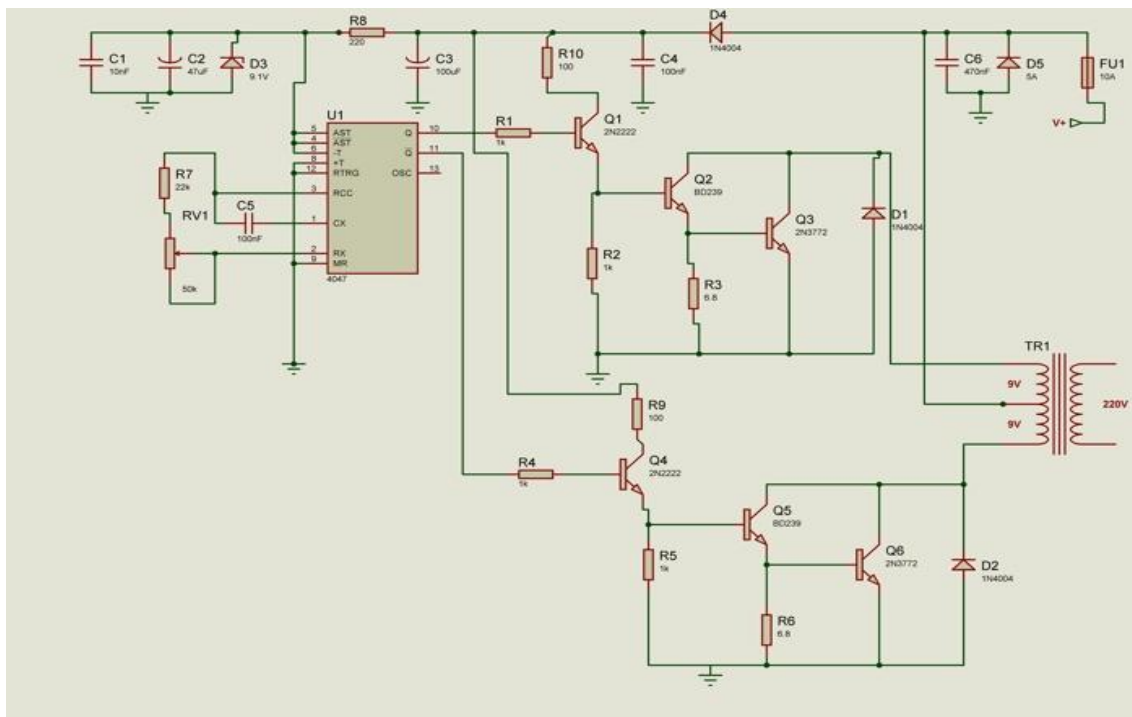 R8
220
D4
1N4004
C1
10nF
C2
47uF
D3
9.1V
C3
100uF
R10
100
C4
100nF
C6
470nF
D5
5A
FU1
10A
V+
U1
5 AST
4 AST
6 -T
8 +T
12 RTRG
3 RCC
1 CX
2 RX
9 MR
Q 10
Q 11
OSC 13
4047
R1
1k
Q1
2N2222
R7
22k
RV1
50k
C5
100nF
Q2
BD239
Q3
2N3772
D1
1N4004
R2
1k
R3
6.8
TR1
9V
9V
220V
R9
100
R4
1k
Q4
2N2222
Q5
BD239
Q6
2N3772
D2
1N4004
R5
1k
R6
6.8